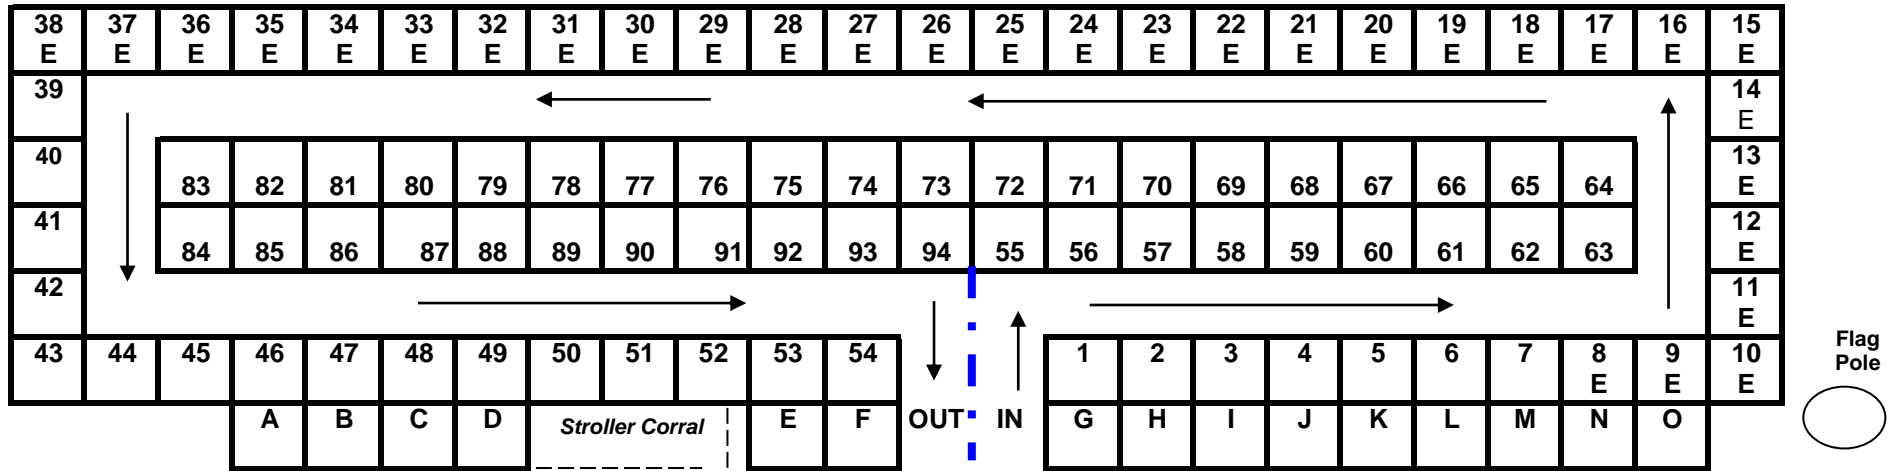 38 37 36 35 34 33 32 31 30 29 28 27 26 25 24 23 22 21 20 19 18 17 16 15
E E E E E E E E E E E E E E E E E E E E E E E E
39 14
E
40 13
83 82 81 80 79 78 77 76 75 74 73 72 71 70 69 68 67 66 65 64 E
41 12
84 85 86 87 88 89 90 91 92 93 94 55 56 57 58 59 60 61 62 63 E
42 11
E
43 44 45 46 47 48 49 50 51 52 53 54 1 2 3 4 5 6 7 8 9 10
E E E
Flag
Pole
A B C D Stroller Corral E F OUT IN G H I J K L M N O